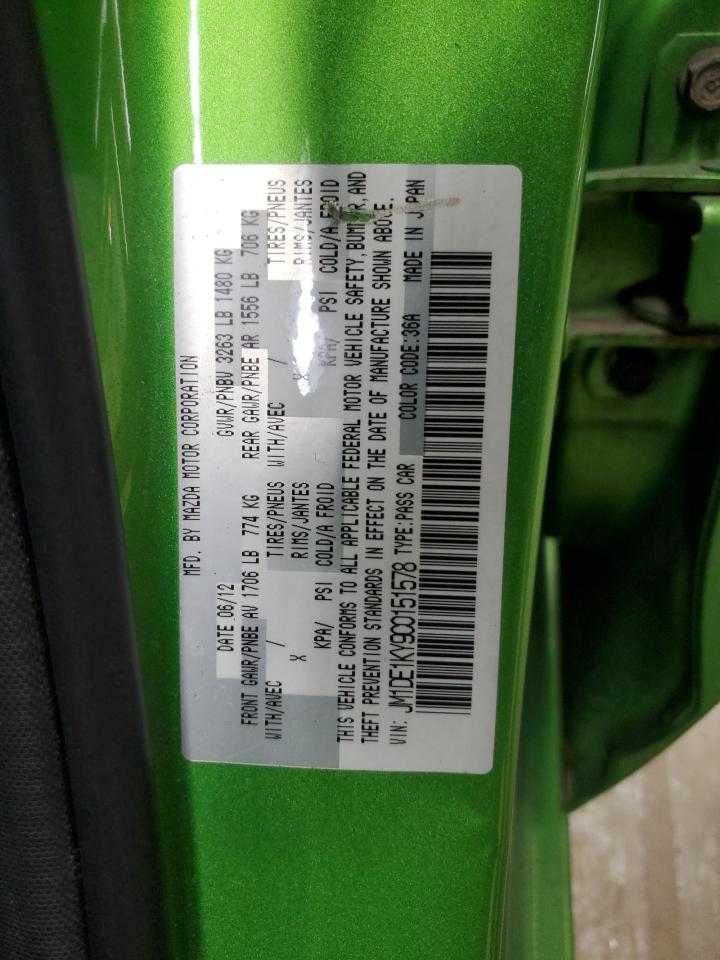 MFD. BY MAZDA MOTOR CORPORATION
DATE 06/12 GVWR/PNBV 3263 LB 1480 KG
FRONT GAWR/PNBE AV 1706 LB 774 KG REAR GAWR/PNBE AR 1556 LB 706 KG
WITH/AVEC / TIRES/PNEUS WITH/AVEC / TIRES/PNEUS
X RIMS/JANTES X RIMS/JANTES
KPA/ PSI COLD/A FROID KPA/ PSI COLD/A FROID
THIS VEHICLE CONFORMS TO ALL APPLICABLE FEDERAL MOTOR VEHICLE SAFETY, BUMPER, AND
THEFT PREVENTION STANDARDS IN EFFECT ON THE DATE OF MANUFACTURE SHOWN ABOVE.
VIN: JM1DE1KY9C0151578 TYPE:PASS CAR COLOR CODE:36A MADE IN JAPAN